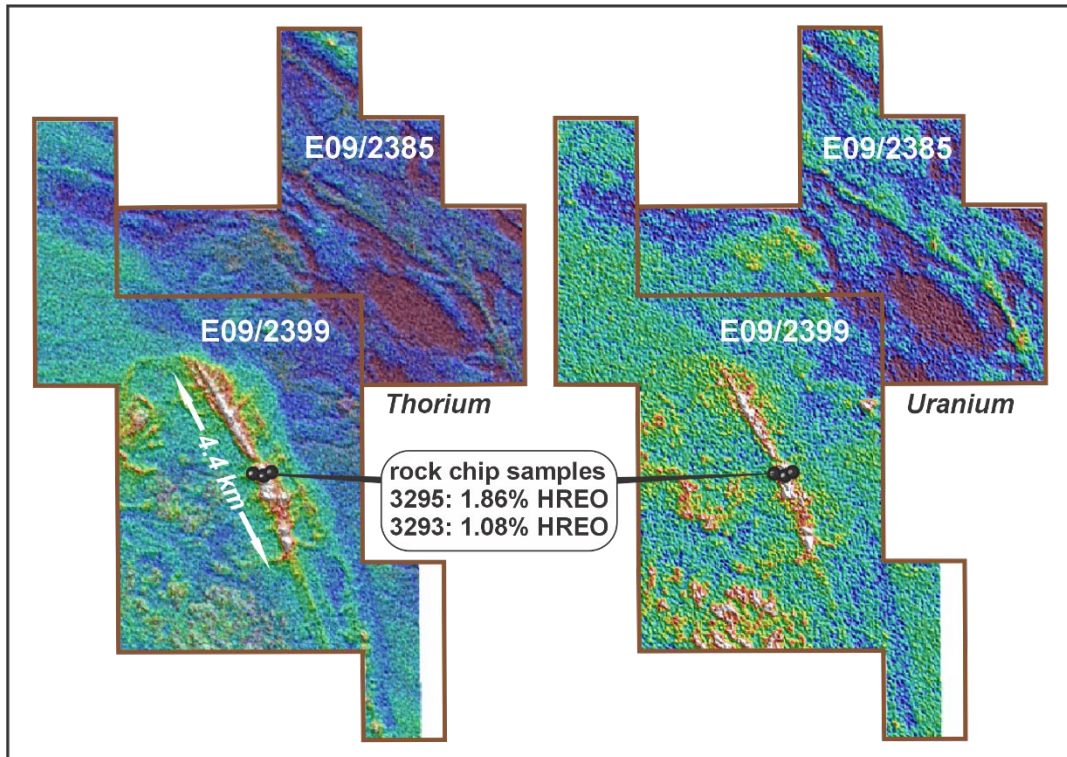 E09/2385
E09/2385
E09/2399
E09/2399
Thorium
Uranium
4.4 km
rock chip samples
3295: 1.86% HREO
3293: 1.08% HREO